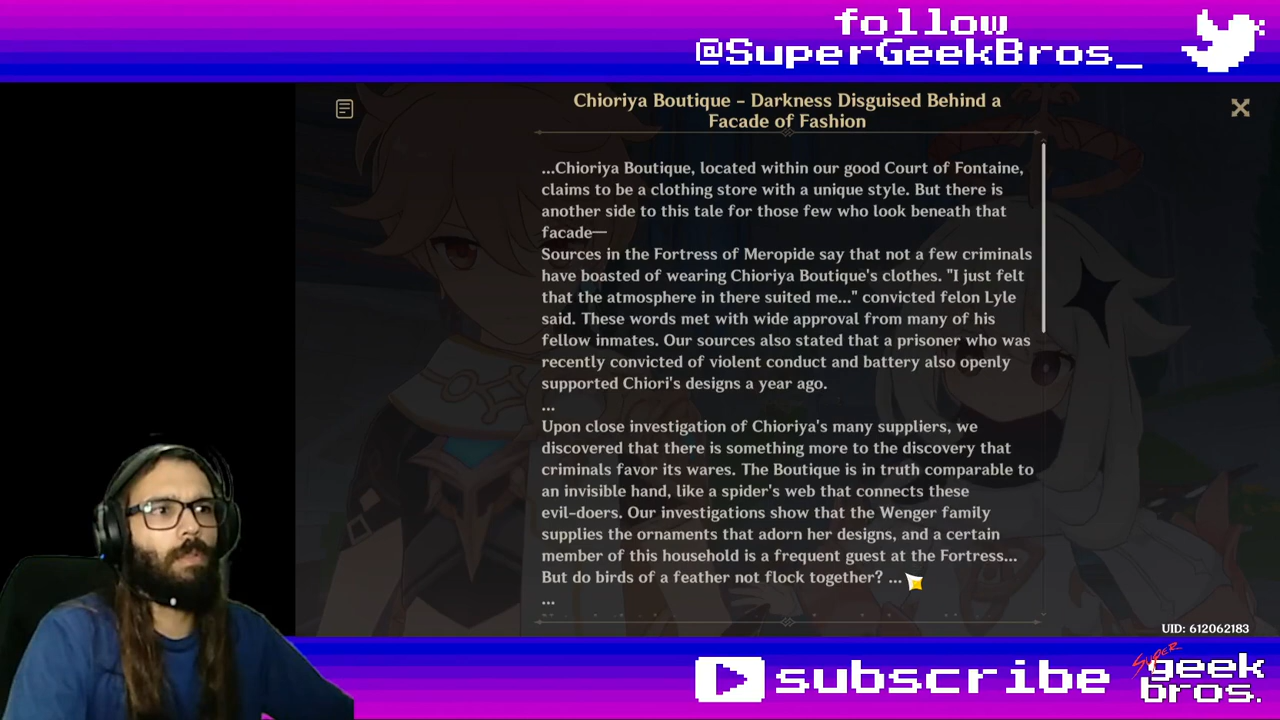 follow
@SuperGeekBros_
Chioriya Boutique - Darkness Disguised Behind a
Facade of Fashion
...Chioriya Boutique, located within our good Court of Fontaine,
claims to be a clothing store with a unique style. But there is
another side to this tale for those few who look beneath that
facade—
Sources in the Fortress of Meropide say that not a few criminals
have boasted of wearing Chioriya Boutique's clothes. "I just felt
that the atmosphere in there suited me..." convicted felon Lyle
said. These words met with wide approval from many of his
fellow inmates. Our sources also stated that a prisoner who was
recently convicted of violent conduct and battery also openly
supported Chiori's designs a year ago.
...
Upon close investigation of Chioriya's many suppliers, we
discovered that there is something more to the discovery that
criminals favor its wares. The Boutique is in truth comparable to
an invisible hand, like a spider's web that connects these
evil-doers. Our investigations show that the Wenger family
supplies the ornaments that adorn her designs, and a certain
member of this household is a frequent guest at the Fortress...
But do birds of a feather not flock together? ...
...
UID: 612062183
subscribe
SUPER
geek
bros.